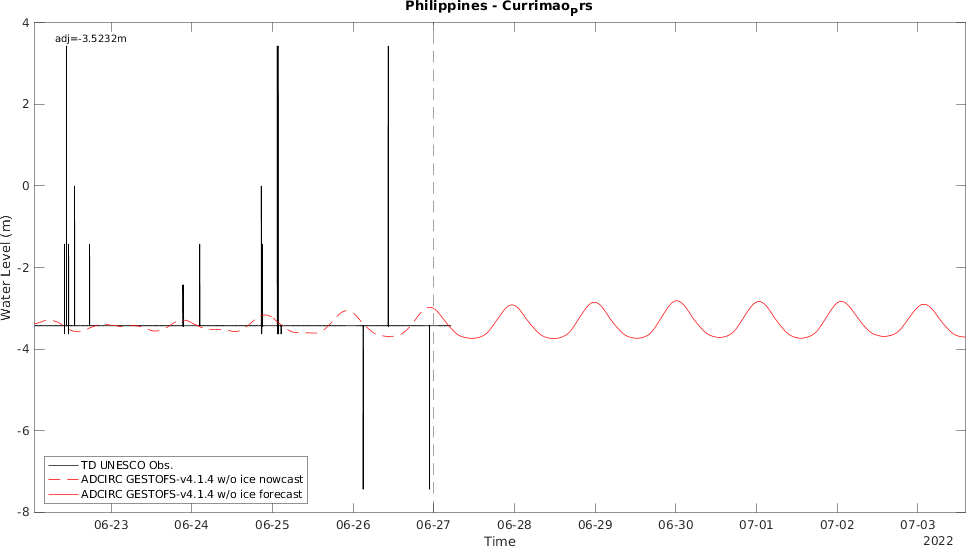 Philippines - Currimao_prs
adj=-3.5232m
4
2
0
-2
-4
-6
-8
Water Level (m)
TD UNESCO Obs.
ADCIRC GESTOFS-v4.1.4 w/o ice nowcast
ADCIRC GESTOFS-v4.1.4 w/o ice forecast
06-23 06-24 06-25 06-26 06-27 06-28 06-29 06-30 07-01 07-02 07-03
Time
2022